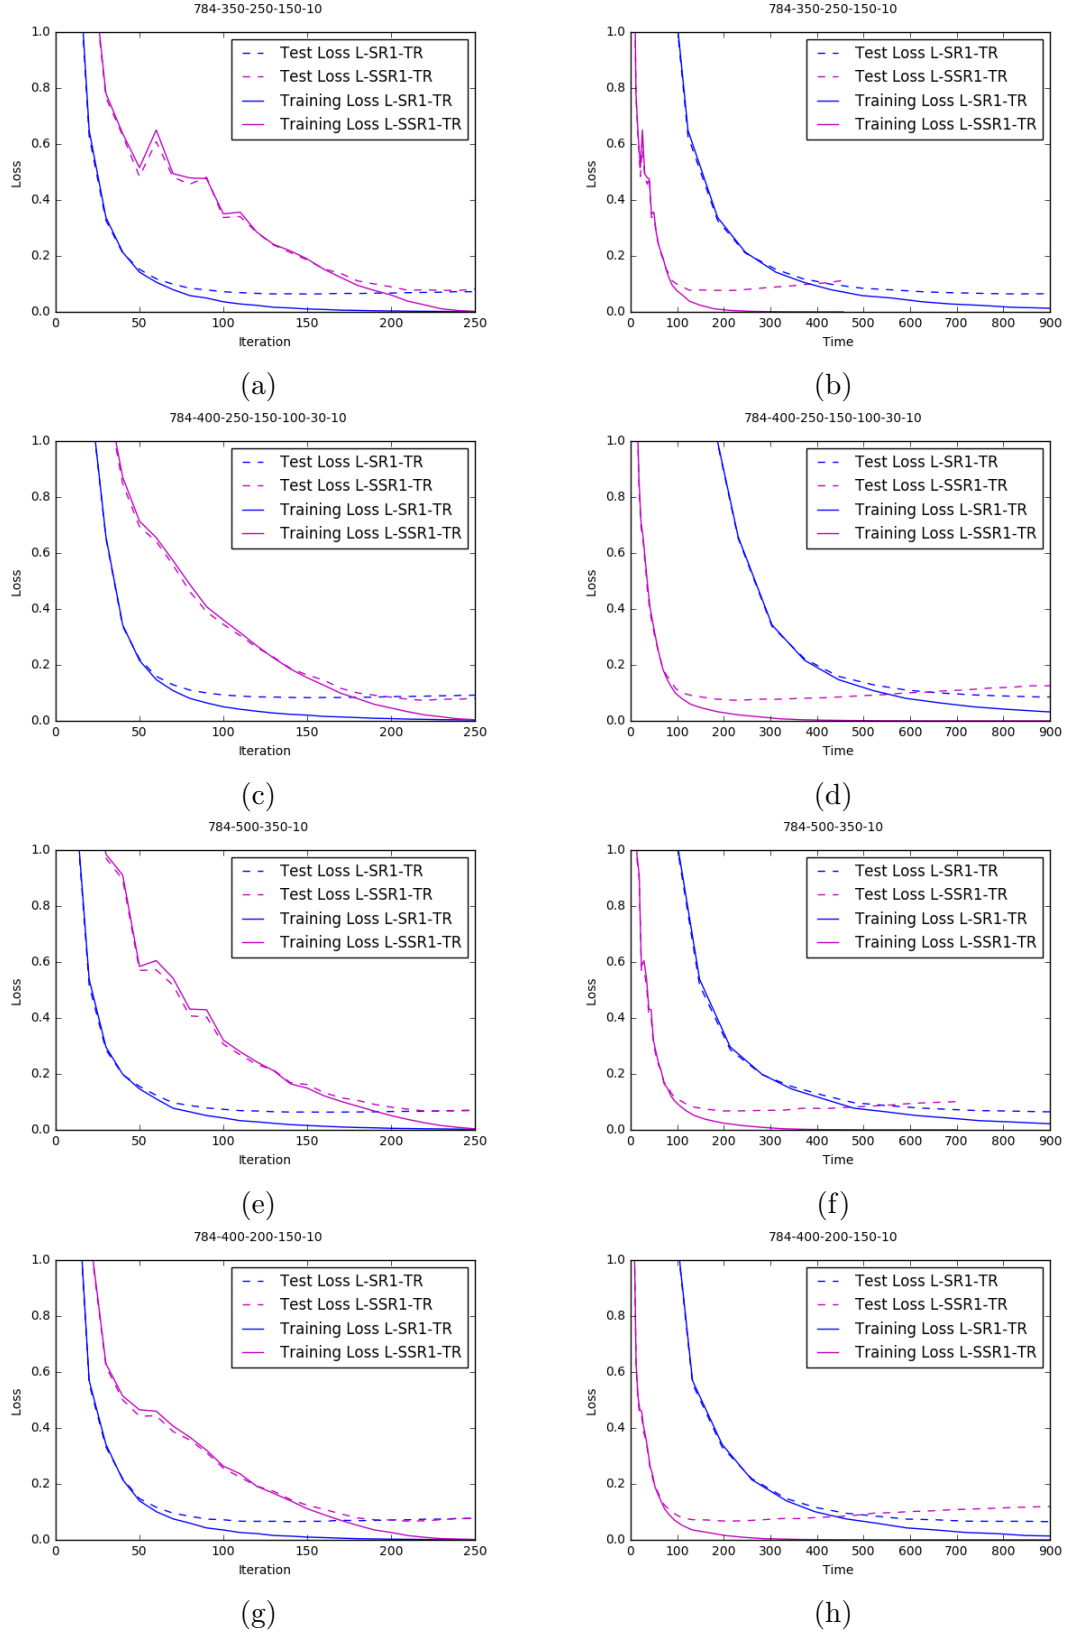 784-350-250-150-10
1.0
0.8
0.6
0.4
0.2
0.0
Loss
Test Loss L-SR1-TR
Test Loss L-SSR1-TR
Training Loss L-SR1-TR
Training Loss L-SSR1-TR
0 50 100 150 200 250
Iteration
(a)
784-350-250-150-10
1.0
0.8
0.6
0.4
0.2
0.0
Loss
Test Loss L-SR1-TR
Test Loss L-SSR1-TR
Training Loss L-SR1-TR
Training Loss L-SSR1-TR
0 100 200 300 400 500 600 700 800 900
Time
(b)
784-400-250-150-100-30-10
1.0
0.8
0.6
0.4
0.2
0.0
Loss
Test Loss L-SR1-TR
Test Loss L-SSR1-TR
Training Loss L-SR1-TR
Training Loss L-SSR1-TR
0 50 100 150 200 250
Iteration
(c)
784-400-250-150-100-30-10
1.0
0.8
0.6
0.4
0.2
0.0
Loss
Test Loss L-SR1-TR
Test Loss L-SSR1-TR
Training Loss L-SR1-TR
Training Loss L-SSR1-TR
0 100 200 300 400 500 600 700 800 900
Time
(d)
784-500-350-10
1.0
0.8
0.6
0.4
0.2
0.0
Loss
Test Loss L-SR1-TR
Test Loss L-SSR1-TR
Training Loss L-SR1-TR
Training Loss L-SSR1-TR
0 50 100 150 200 250
Iteration
(e)
784-500-350-10
1.0
0.8
0.6
0.4
0.2
0.0
Loss
Test Loss L-SR1-TR
Test Loss L-SSR1-TR
Training Loss L-SR1-TR
Training Loss L-SSR1-TR
0 100 200 300 400 500 600 700 800 900
Time
(f)
784-400-200-150-10
1.0
0.8
0.6
0.4
0.2
0.0
Loss
Test Loss L-SR1-TR
Test Loss L-SSR1-TR
Training Loss L-SR1-TR
Training Loss L-SSR1-TR
0 50 100 150 200 250
Iteration
(g)
784-400-200-150-10
1.0
0.8
0.6
0.4
0.2
0.0
Loss
Test Loss L-SR1-TR
Test Loss L-SSR1-TR
Training Loss L-SR1-TR
Training Loss L-SSR1-TR
0 100 200 300 400 500 600 700 800 900
Time
(h)